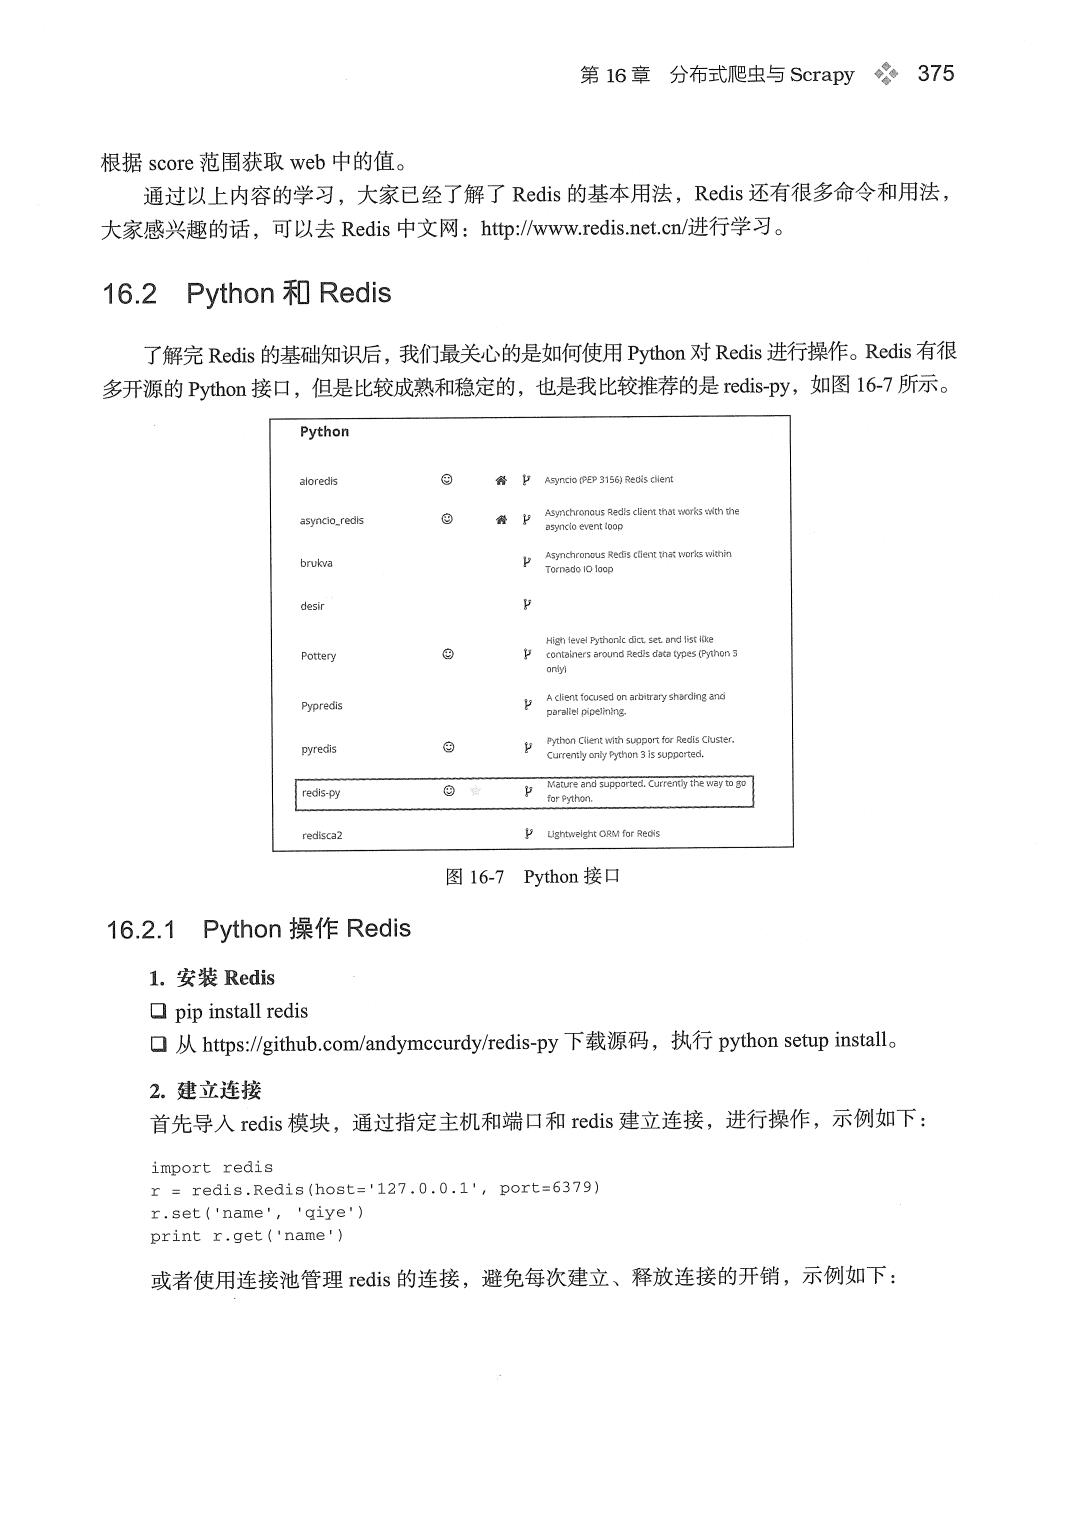 第 16 章 分布式爬虫与 Scrapy 375
根据 score 范围获取 web 中的值。
通过以上内容的学习，大家已经了解了 Redis 的基本用法，Redis 还有很多命令和用法，
大家感兴趣的话，可以去 Redis 中文网：http://www.redis.net.cn/进行学习。
16.2 Python 和 Redis
了解完 Redis 的基础知识后，我们最关心的是如何使用 Python 对 Redis 进行操作。Redis 有很
多开源的 Python 接口，但是比较成熟和稳定的，也是我比较推荐的是 redis-py，如图 16-7 所示。
Python
aioredis Asyncio (PEP 3156) Redis client
asyncio_redis Asynchronous Redis client that works with the
asyncio event loop
brukva Asynchronous Redis client that works within
Tornado IO loop
desir
High level Pythonic dict, set, and list like
Pottery containers around Redis data types (Python 3
only)
Pypredis A client focused on arbitrary sharding and
parallel pipelining.
pyredis Python Client with support for Redis Cluster.
Currently only Python 3 is supported.
redis-py Mature and supported. Currently the way to go
for Python.
redisca2 Lightweight ORM for Redis
图 16-7 Python 接口
16.2.1 Python 操作 Redis
1. 安装 Redis
❑ pip install redis
❑ 从 https://github.com/andymccurdy/redis-py 下载源码，执行 python setup install。
2. 建立连接
首先导入 redis 模块，通过指定主机和端口和 redis 建立连接，进行操作，示例如下：
import redis
r = redis.Redis(host='127.0.0.1', port=6379)
r.set('name', 'qiye')
print r.get('name')
或者使用连接池管理 redis 的连接，避免每次建立、释放连接的开销，示例如下：